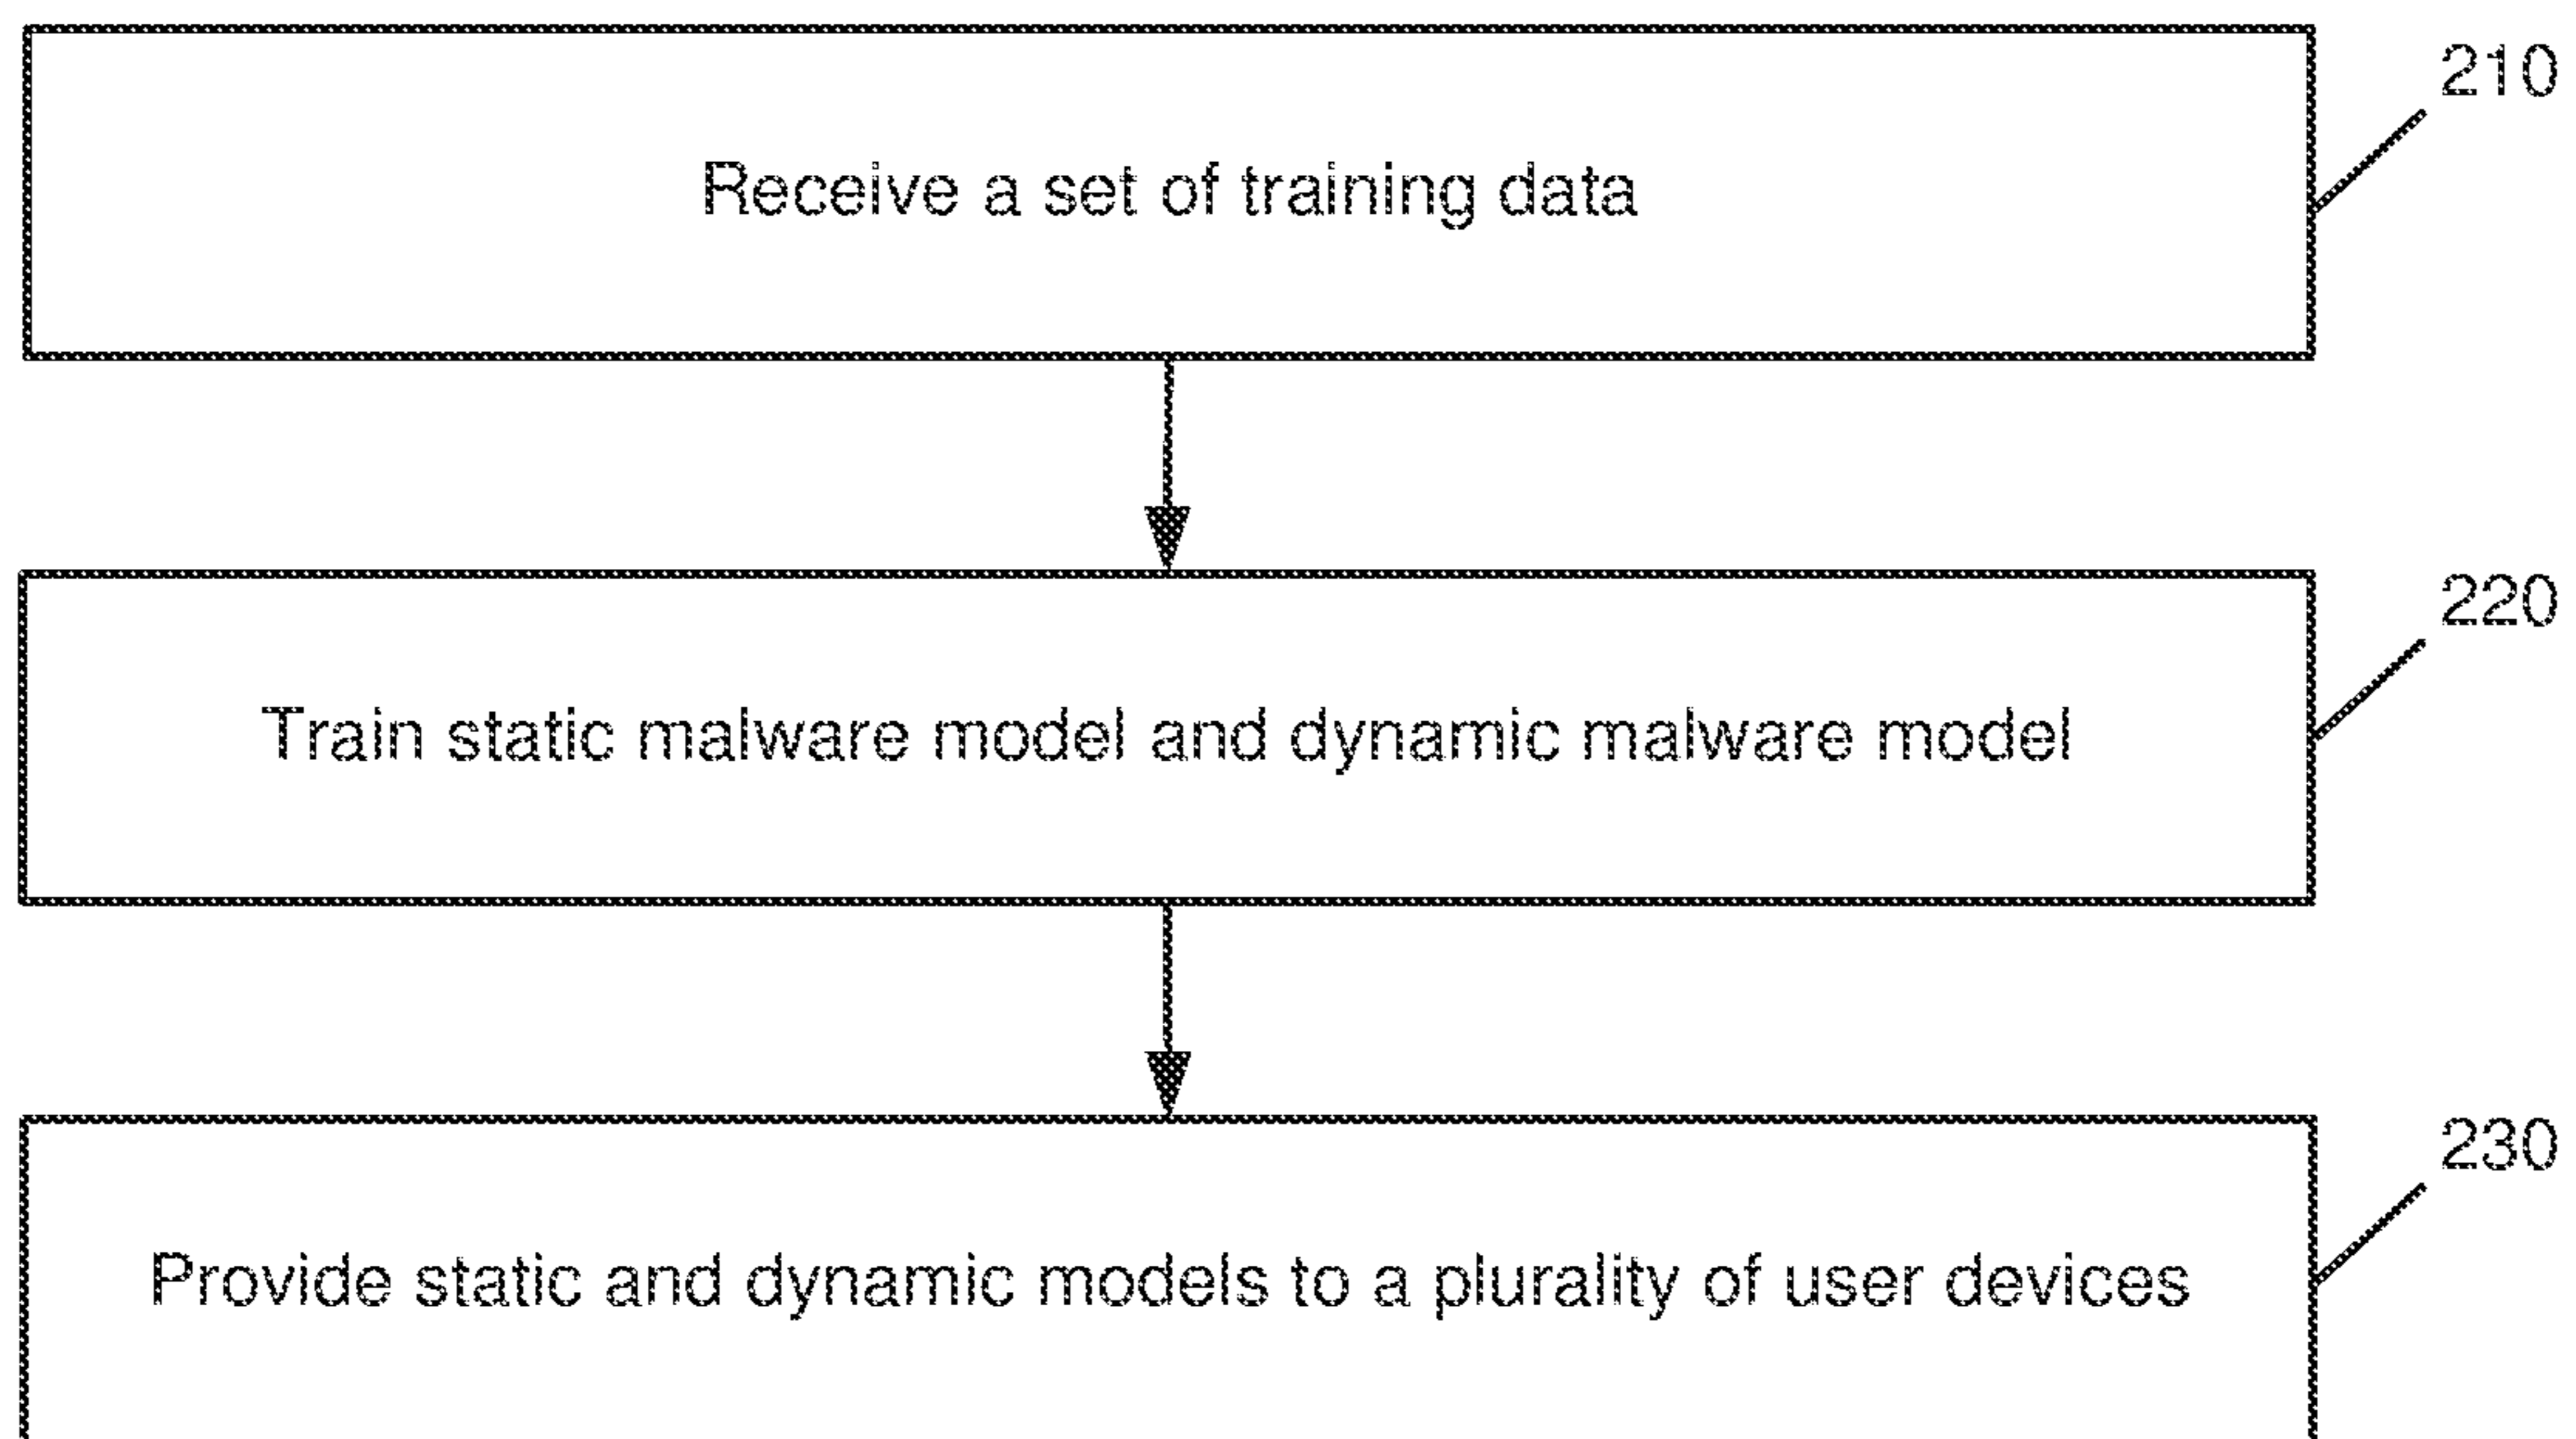 210
Receive a set of training data
220
Train static malware model and dynamic malware model
230
Provide static and dynamic models to a plurality of user devices